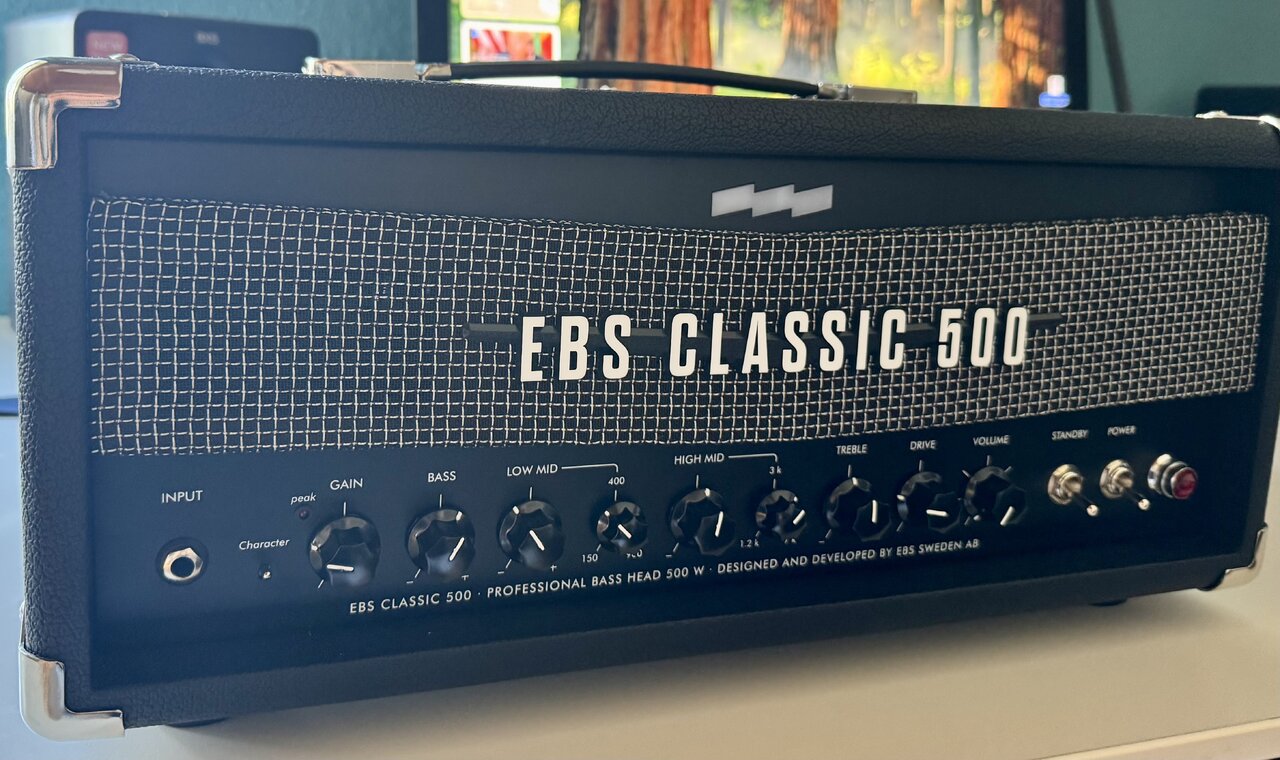 NEW
EBS CLASSIC 500
INPUT
peak
Character
GAIN
BASS
LOW MID
400
150
HIGH MID
3 k
1.2 k
TREBLE
DRIVE
VOLUME
STANDBY
POWER
- +
- +
-
EBS CLASSIC 500 · PROFESSIONAL BASS HEAD 500 W · DESIGNED AND DEVELOPED BY EBS SWEDEN AB